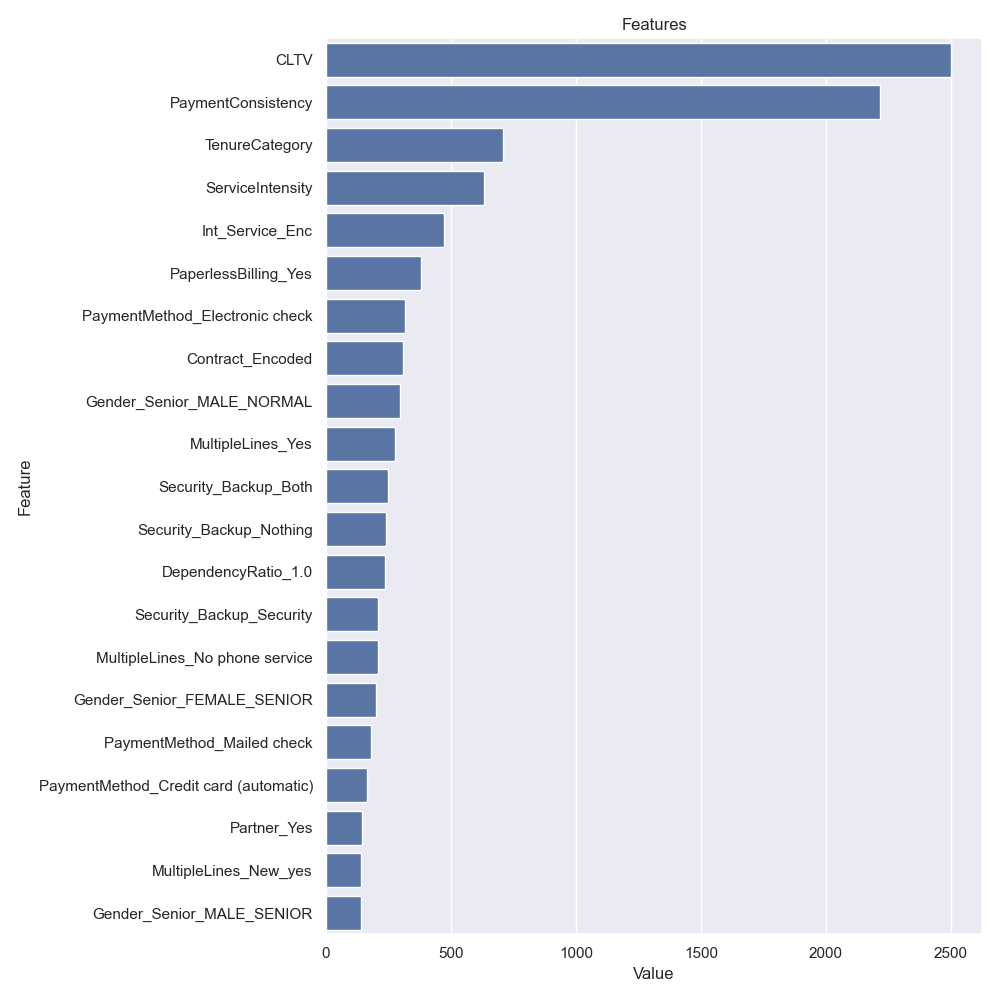 Features
CLTV
PaymentConsistency
TenureCategory
ServiceIntensity
Int_Service_Enc
PaperlessBilling_Yes
PaymentMethod_Electronic check
Contract_Encoded
Gender_Senior_MALE_NORMAL
MultipleLines_Yes
Security_Backup_Both
Security_Backup_Nothing
DependencyRatio_1.0
Security_Backup_Security
MultipleLines_No phone service
Gender_Senior_FEMALE_SENIOR
PaymentMethod_Mailed check
PaymentMethod_Credit card (automatic)
Partner_Yes
MultipleLines_New_yes
Gender_Senior_MALE_SENIOR
Feature
0 500 1000 1500 2000 2500
Value